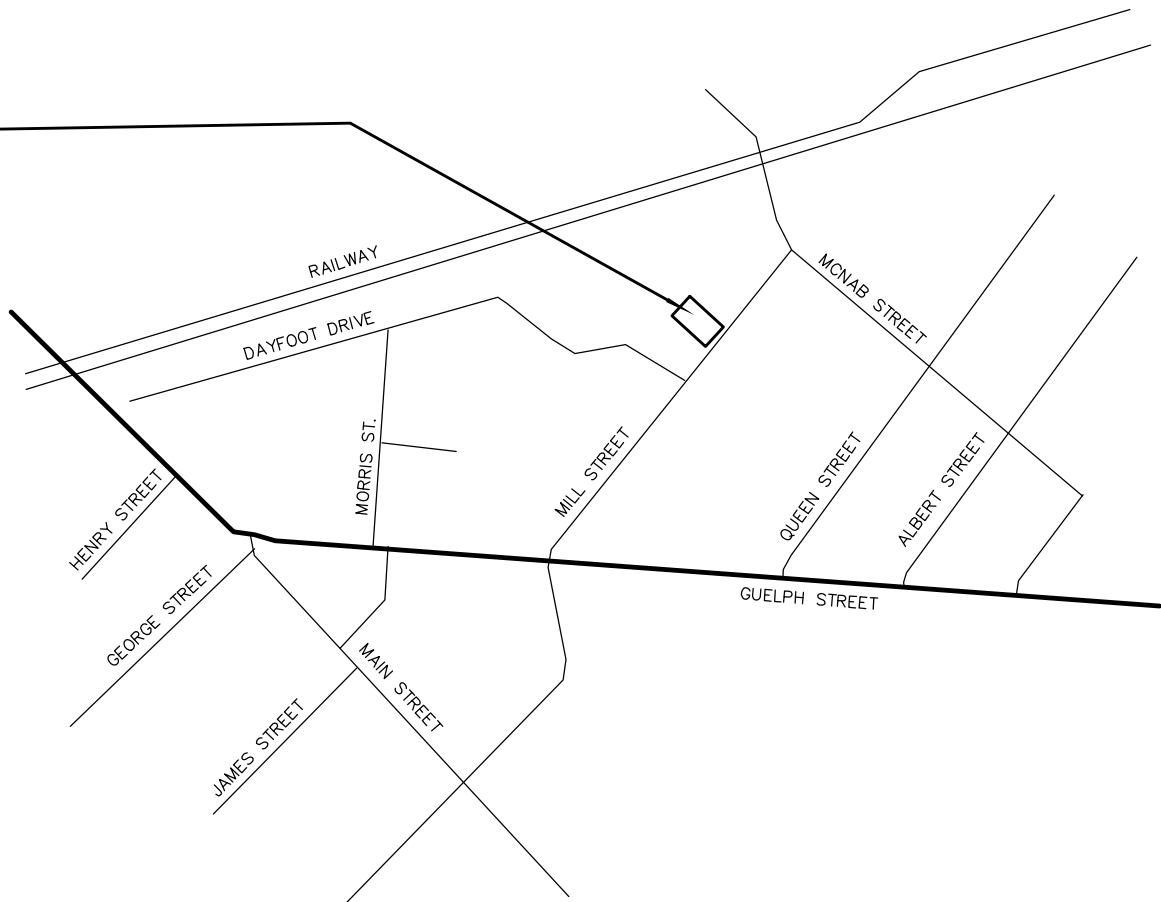 RAILWAY
MCNAB STREET
DAYFOOT DRIVE
MORRIS ST.
MILL STREET
QUEEN STREET
ALBERT STREET
HENRY STREET
GUELPH STREET
GEORGE STREET
MAIN STREET
JAMES STREET